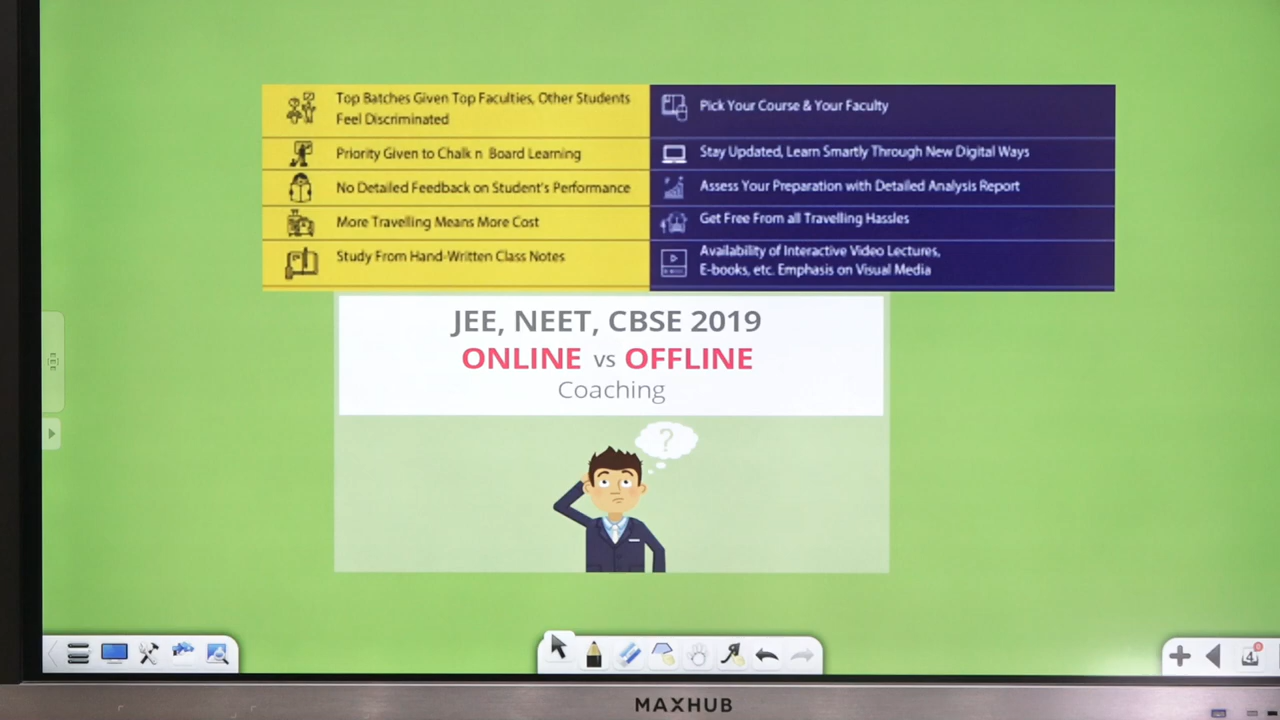 Top Batches Given Top Faculties, Other Students
Feel Discriminated
Priority Given to Chalk n Board Learning
No Detailed Feedback on Student's Performance
More Travelling Means More Cost
Study From Hand-Written Class Notes
Pick Your Course & Your Faculty
Stay Updated, Learn Smartly Through New Digital Ways
Assess Your Preparation with Detailed Analysis Report
Get Free From all Travelling Hassles
Availability of Interactive Video Lectures,
E-books, etc. Emphasis on Visual Media
JEE, NEET, CBSE 2019
ONLINE vs OFFLINE
Coaching
?
4
MAXHUB